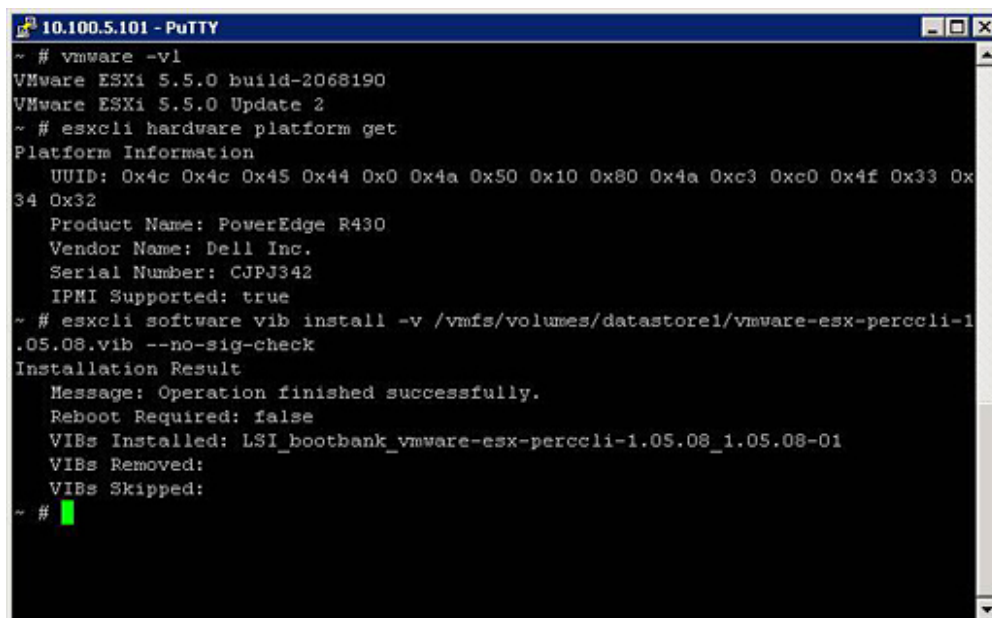 10.100.5.101 - PuTTY
~ # vmware -vl
VMware ESXi 5.5.0 build-2068190
VMware ESXi 5.5.0 Update 2
~ # esxcli hardware platform get
Platform Information
   UUID: 0x4c 0x4c 0x45 0x44 0x0 0x4a 0x50 0x10 0x80 0x4a 0xc3 0xc0 0x4f 0x33 0x
34 0x32
   Product Name: PowerEdge R430
   Vendor Name: Dell Inc.
   Serial Number: CJPJ342
   IPMI Supported: true
~ # esxcli software vib install -v /vmfs/volumes/datastore1/vmware-esx-perccli-1
.05.08.vib --no-sig-check
Installation Result
   Message: Operation finished successfully.
   Reboot Required: false
   VIBs Installed: LSI_bootbank_vmware-esx-perccli-1.05.08_1.05.08-01
   VIBs Removed:
   VIBs Skipped:
~ #